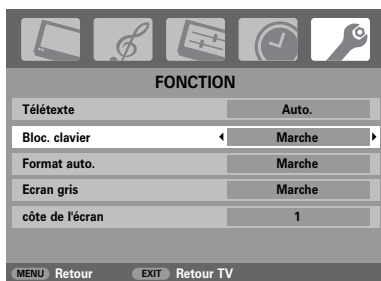 FONCTION
Télétexte Auto.
Bloc. clavier Marche
Format auto. Marche
Ecran gris Marche
côte de l'écran 1
MENU Retour EXIT Retour TV